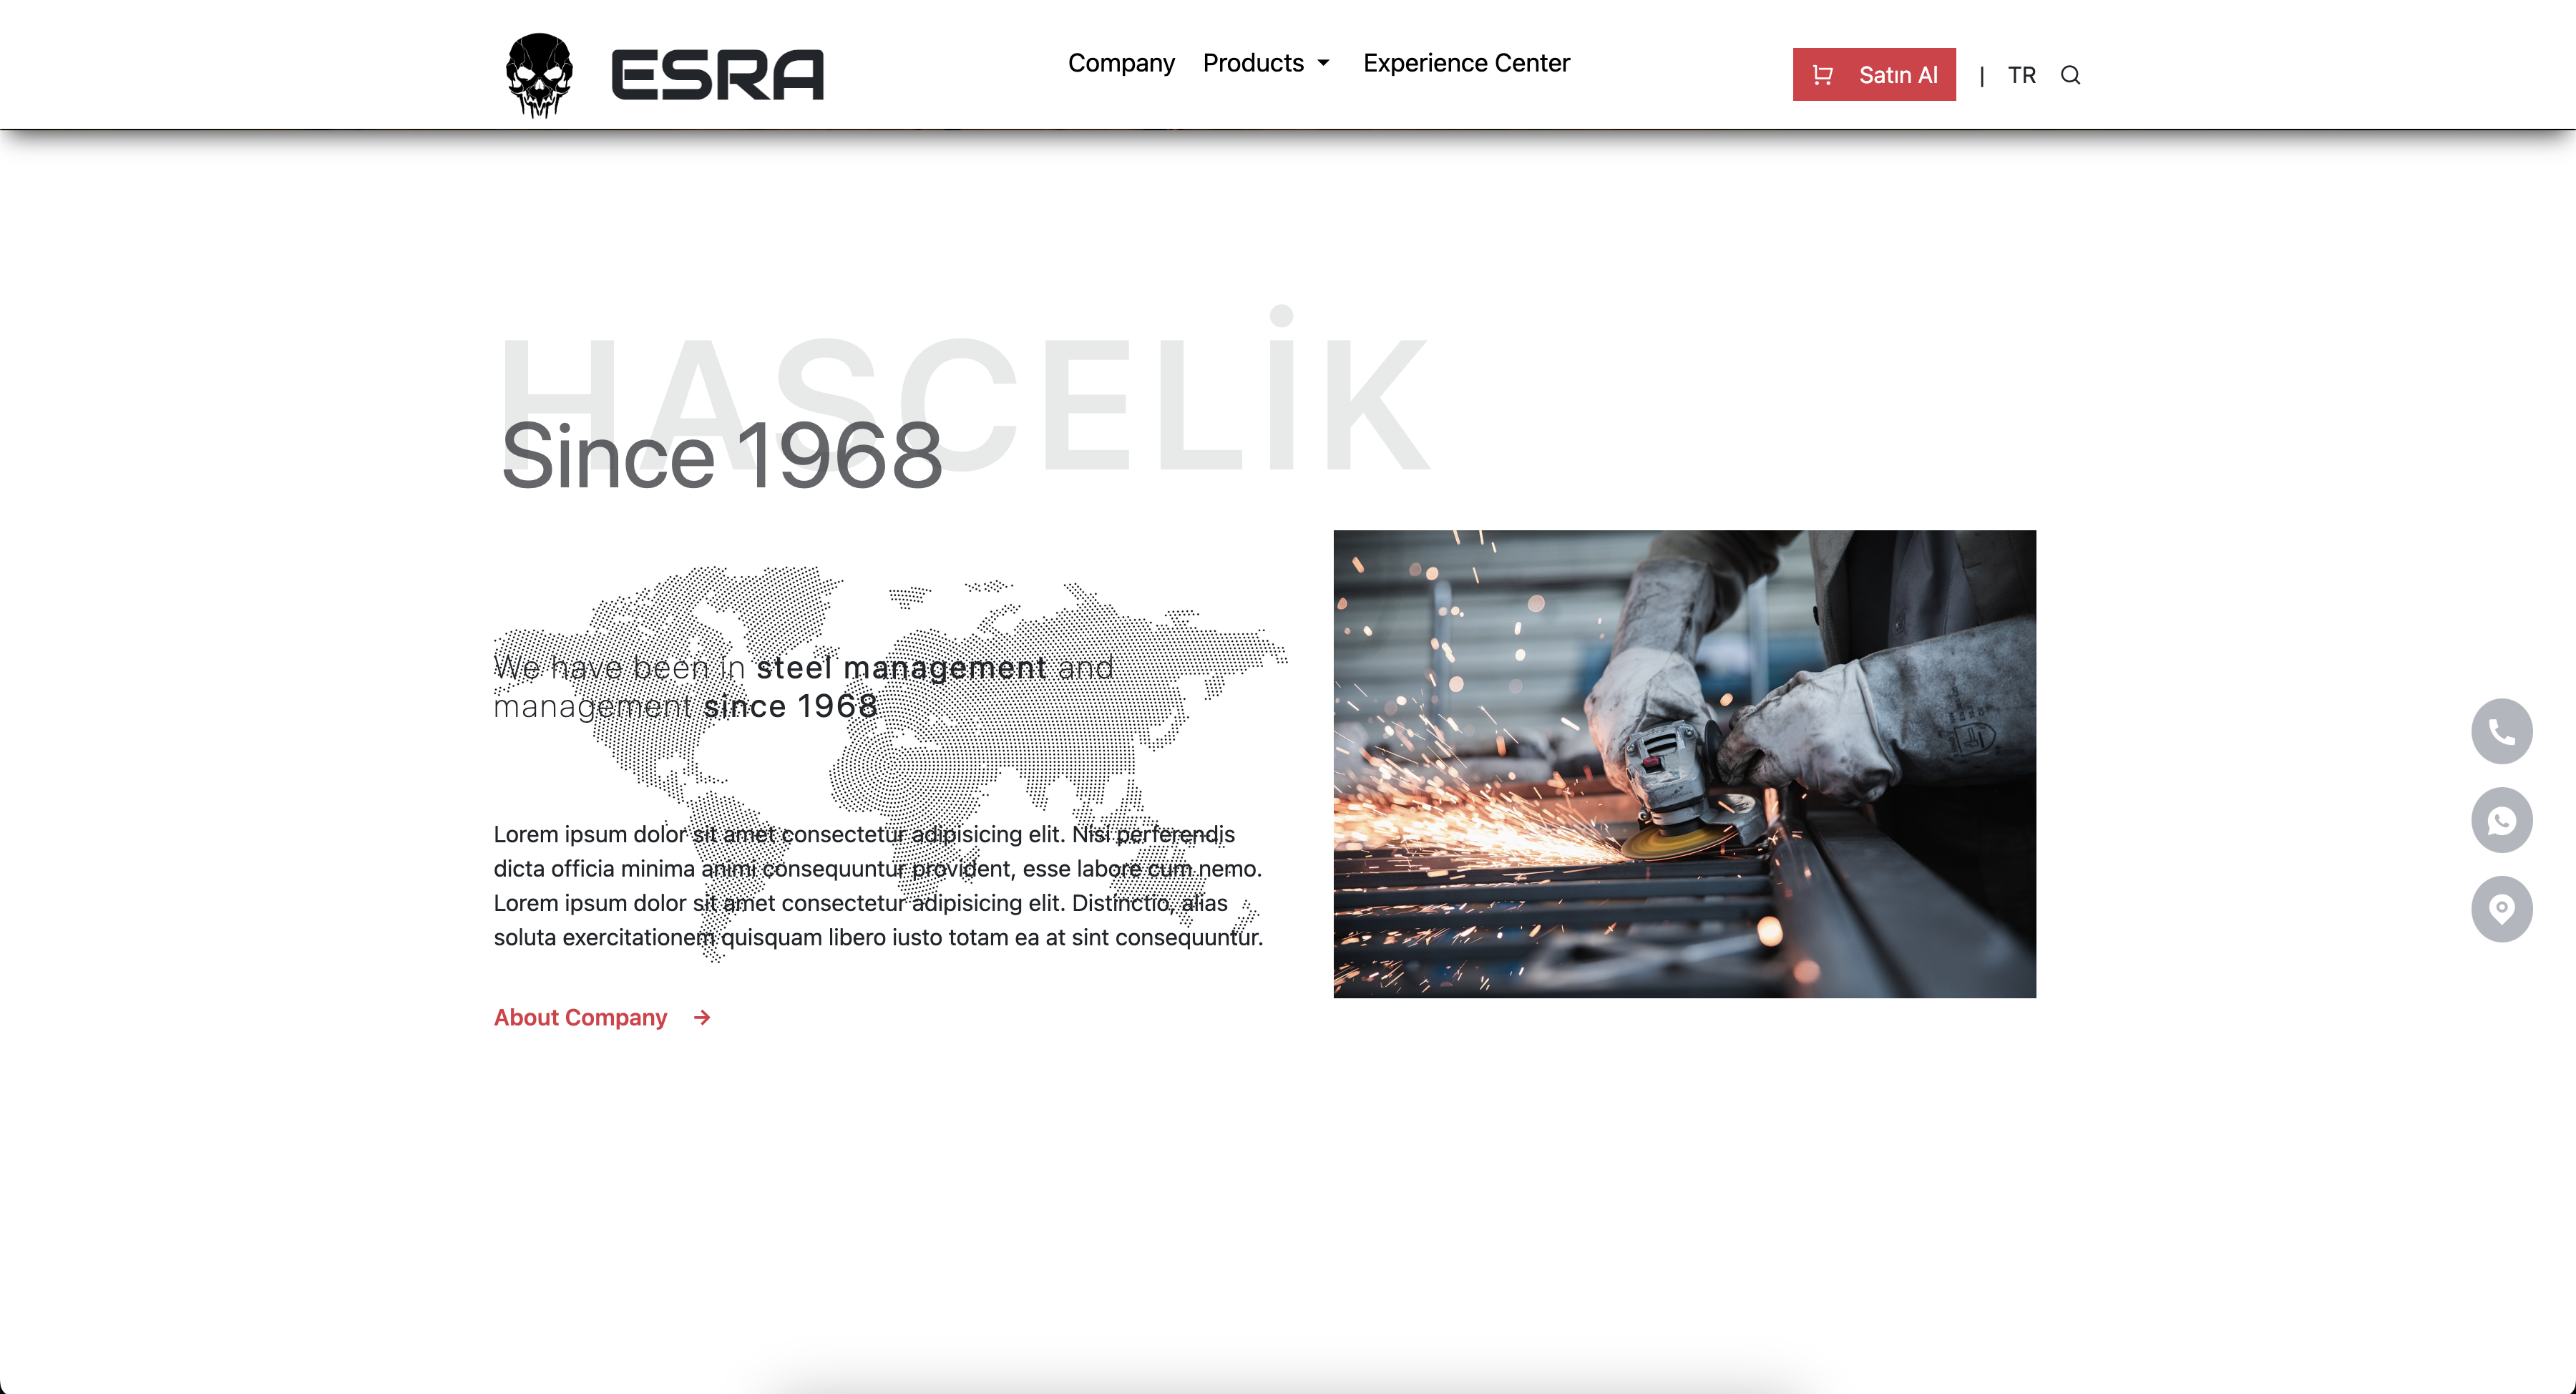 ESRA
Company Products Experience Center
Satın Al | TR
HASCELİK
Since 1968
We have been in steel management and
management since 1968
Lorem ipsum dolor sit amet consectetur adipisicing elit. Nisi perferendis
dicta officia minima animi consequuntur provident, esse labore cum nemo.
Lorem ipsum dolor sit amet consectetur adipisicing elit. Distinctio, alias
soluta exercitationem quisquam libero iusto totam ea at sint consequuntur.
About Company →